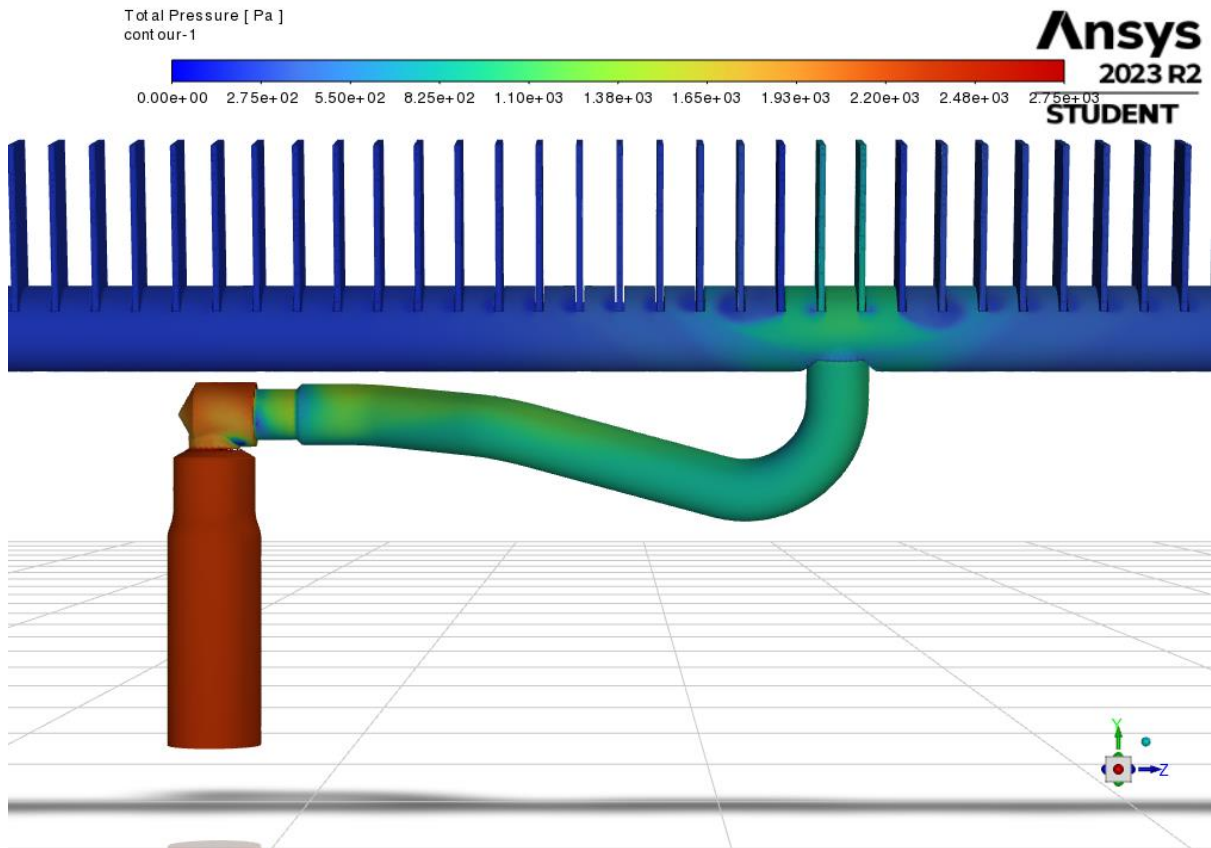 Total Pressure [ Pa ]
contour-1
Ansys
2023 R2
STUDENT
0.00e+00 2.75e+02 5.50e+02 8.25e+02 1.10e+03 1.38e+03 1.65e+03 1.93e+03 2.20e+03 2.48e+03 2.75e+03
Y
Z